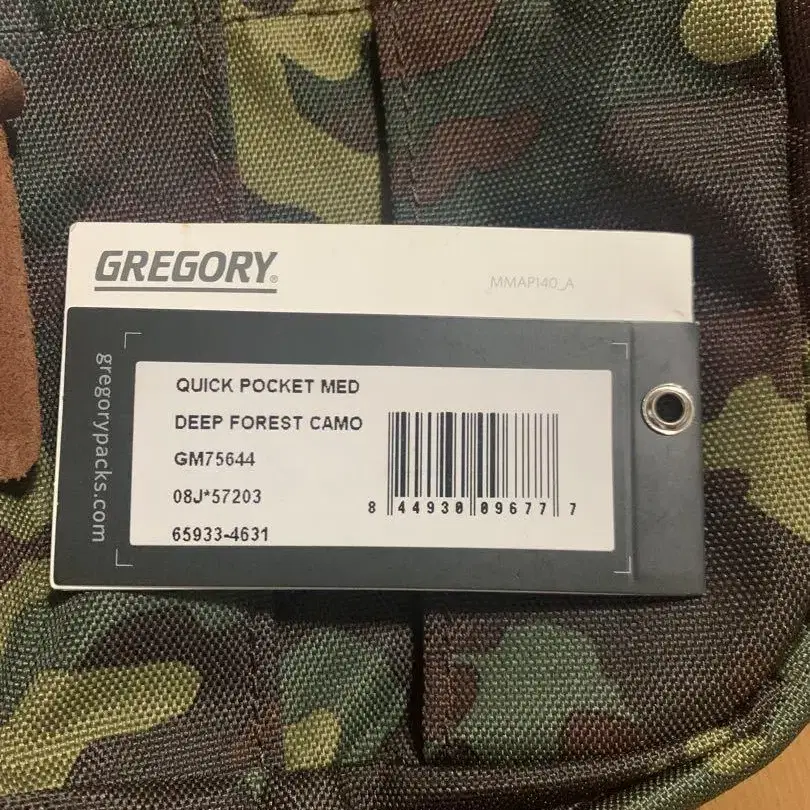 GREGORY®
MMAP140_A
gregorypacks.com
QUICK POCKET MED
DEEP FOREST CAMO
GM75644
08J*57203
65933-4631
8 44930 09677 7